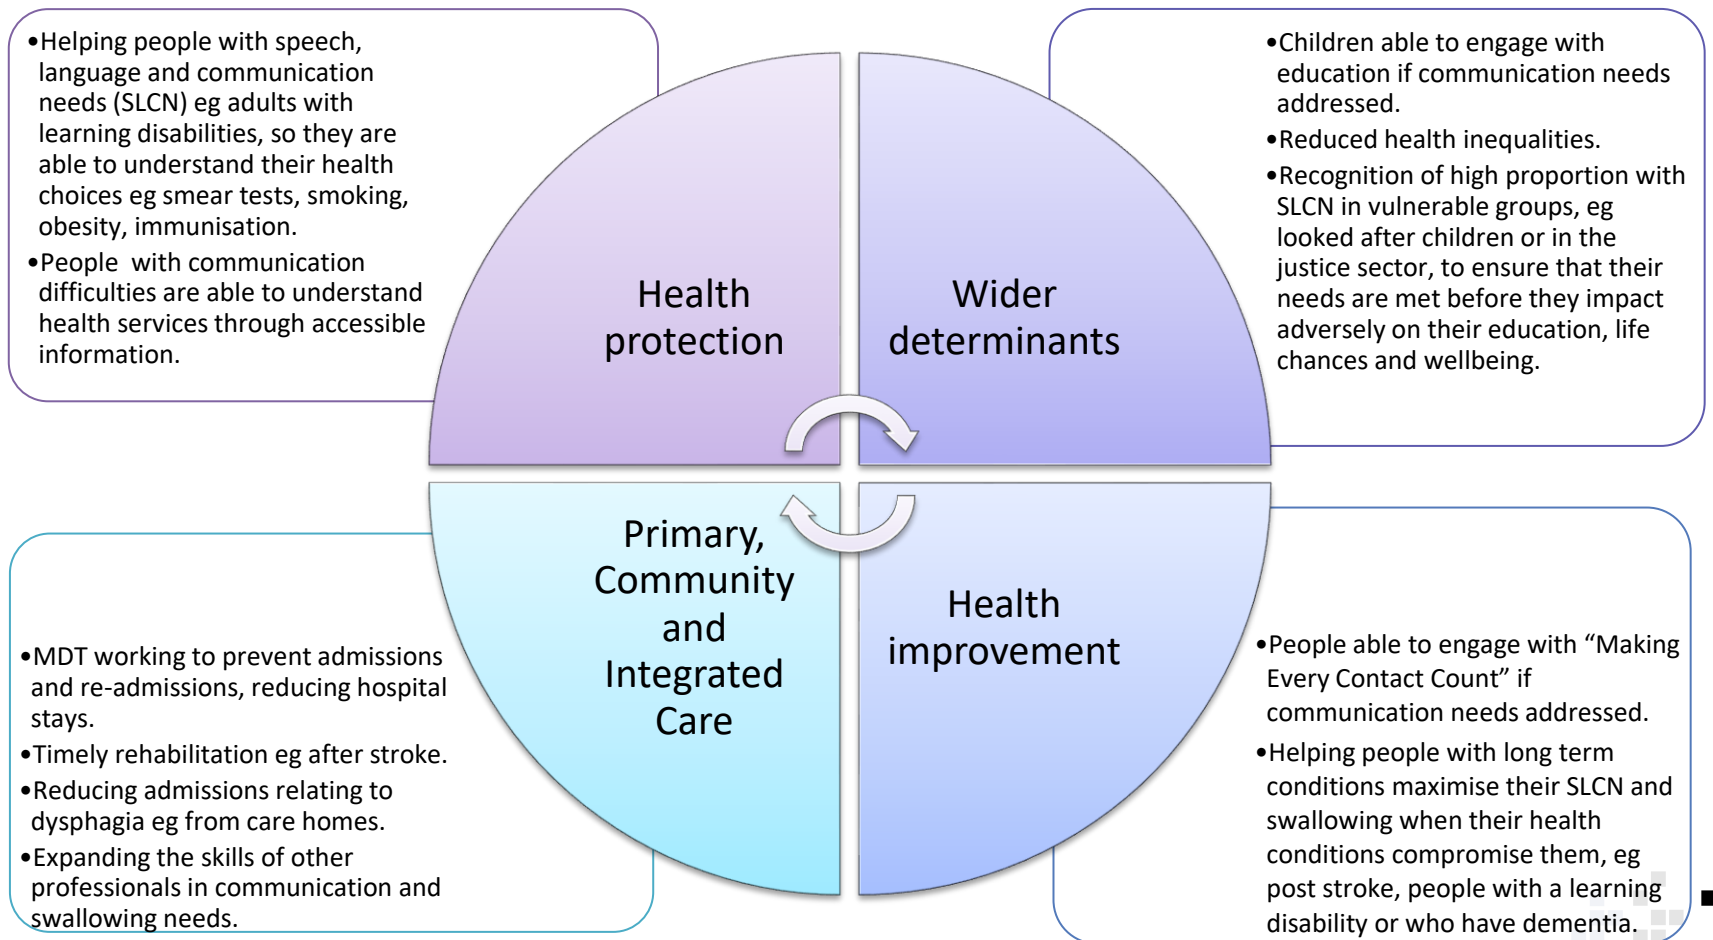 •Helping people with speech,
language and communication
needs (SLCN) eg adults with
learning disabilities, so they are
able to understand their health
choices eg smear tests, smoking,
obesity, immunisation.
•People  with communication
difficulties are able to understand
health services through accessible
information.
Health
protection
Wider
determinants
•Children able to engage with
education if communication needs
addressed.
•Reduced health inequalities.
•Recognition of high proportion with
SLCN in vulnerable groups, eg
looked after children or in the
justice sector, to ensure that their
needs are met before they impact
adversely on their education, life
chances and wellbeing.
•MDT working to prevent admissions
and re-admissions, reducing hospital
stays.
•Timely rehabilitation eg after stroke.
•Reducing admissions relating to
dysphagia eg from care homes.
•Expanding the skills of other
professionals in communication and
swallowing needs.
Primary,
Community
and
Integrated
Care
Health
improvement
•People able to engage with “Making
Every Contact Count” if
communication needs addressed.
•Helping people with long term
conditions maximise their SLCN and
swallowing when their health
conditions compromise them, eg
post stroke, people with a learning
disability or who have dementia.